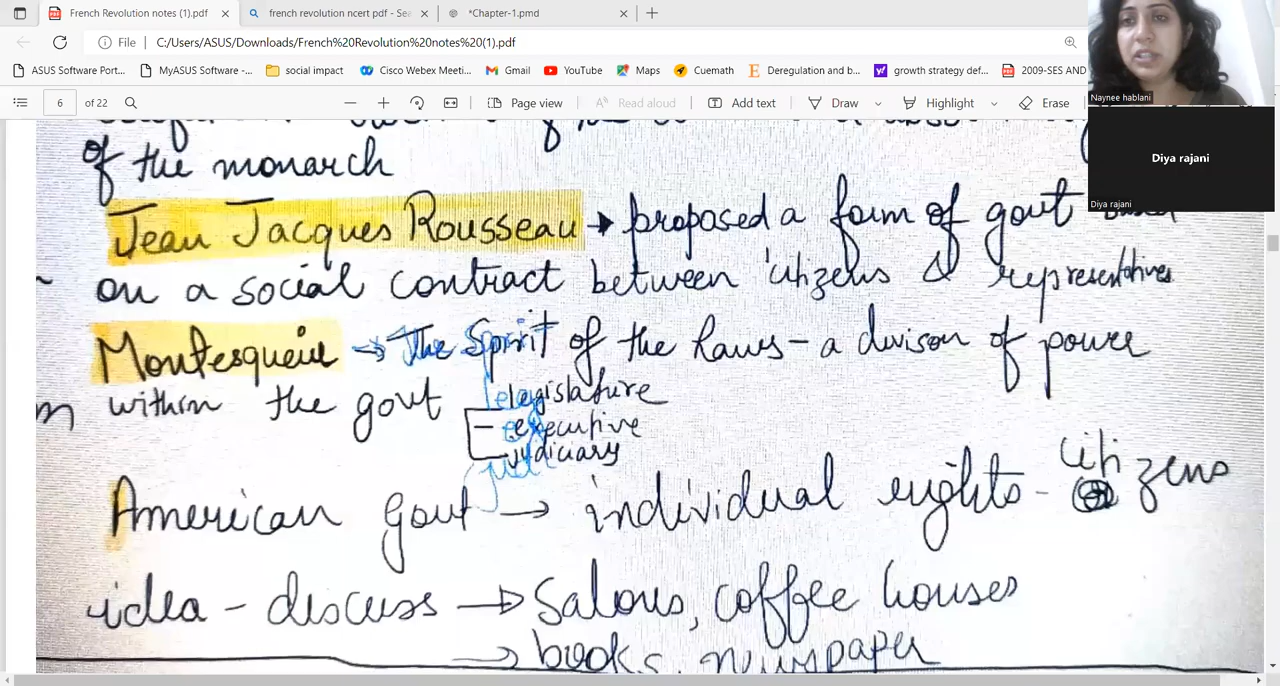 French Revolution notes (1).pdf
french revolution ncert pdf - Sea
*Chapter-1.pmd
File
C:/Users/ASUS/Downloads/French%20Revolution%20notes%20(1).pdf
ASUS Software Port...
MyASUS Software -...
social impact
Cisco Webex Meeti...
Gmail
YouTube
Maps
Cuemath
Deregulation and b...
growth strategy def...
2009-SES AND
6 of 22
Page view
Read aloud
Add text
Draw
Highlight
Erase
Naynee hablani
Diya rajani
Diya rajani
of the monarch
Jean Jacques Rousseau → proposed a form of govt based
on a social contract between citizens & representatives
Montesqueiu → The Spirit of the Laws - a divison of power
within the govt
legislature
executive
judiciary
American govt → individual rights - citizens
idea - discuss → Salons, coffee houses
→ books, newspaper